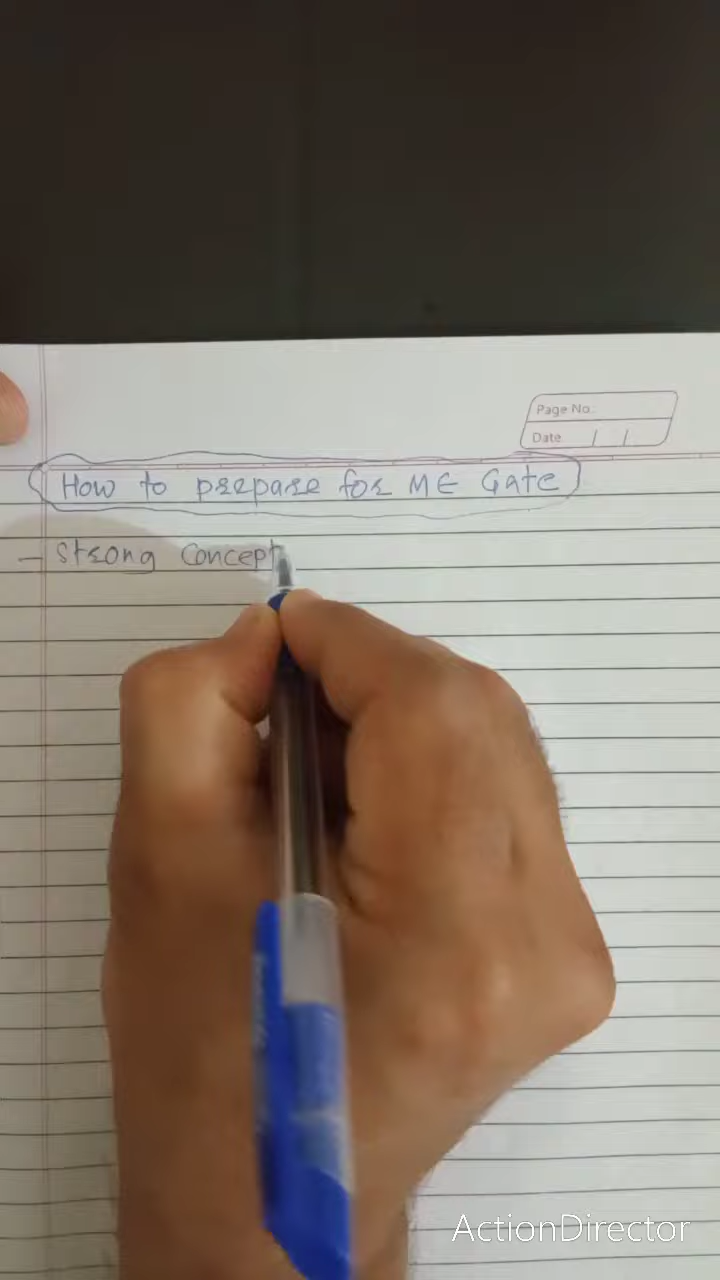 Page No.:
Date / /
How to prepare for ME Gate
- Strong Concept
ActionDirector